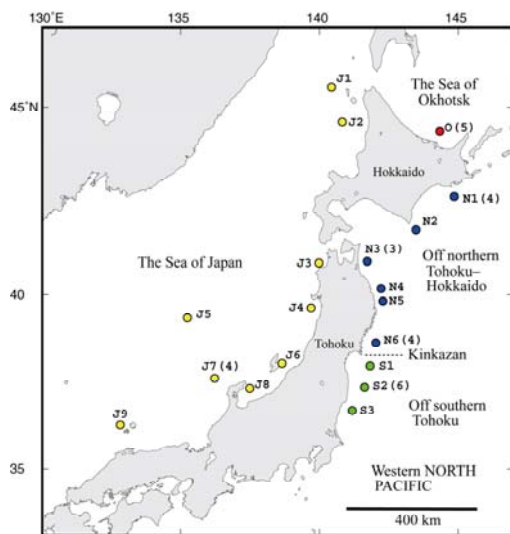 130˚E
135
140
145
J1
The Sea of
Okhotsk
45˚N
J2
O(5)
Hokkaido
N1(4)
N2
N3(3)
Off northern
Tohoku–
Hokkaido
The Sea of Japan
J3
N4
40
N5
J5
J4
Tohoku
N6(4)
Kinkazan
J6
S1
J7(4)
J8
S2(6)
Off southern
Tohoku
S3
J9
35
Western NORTH
PACIFIC
400 km